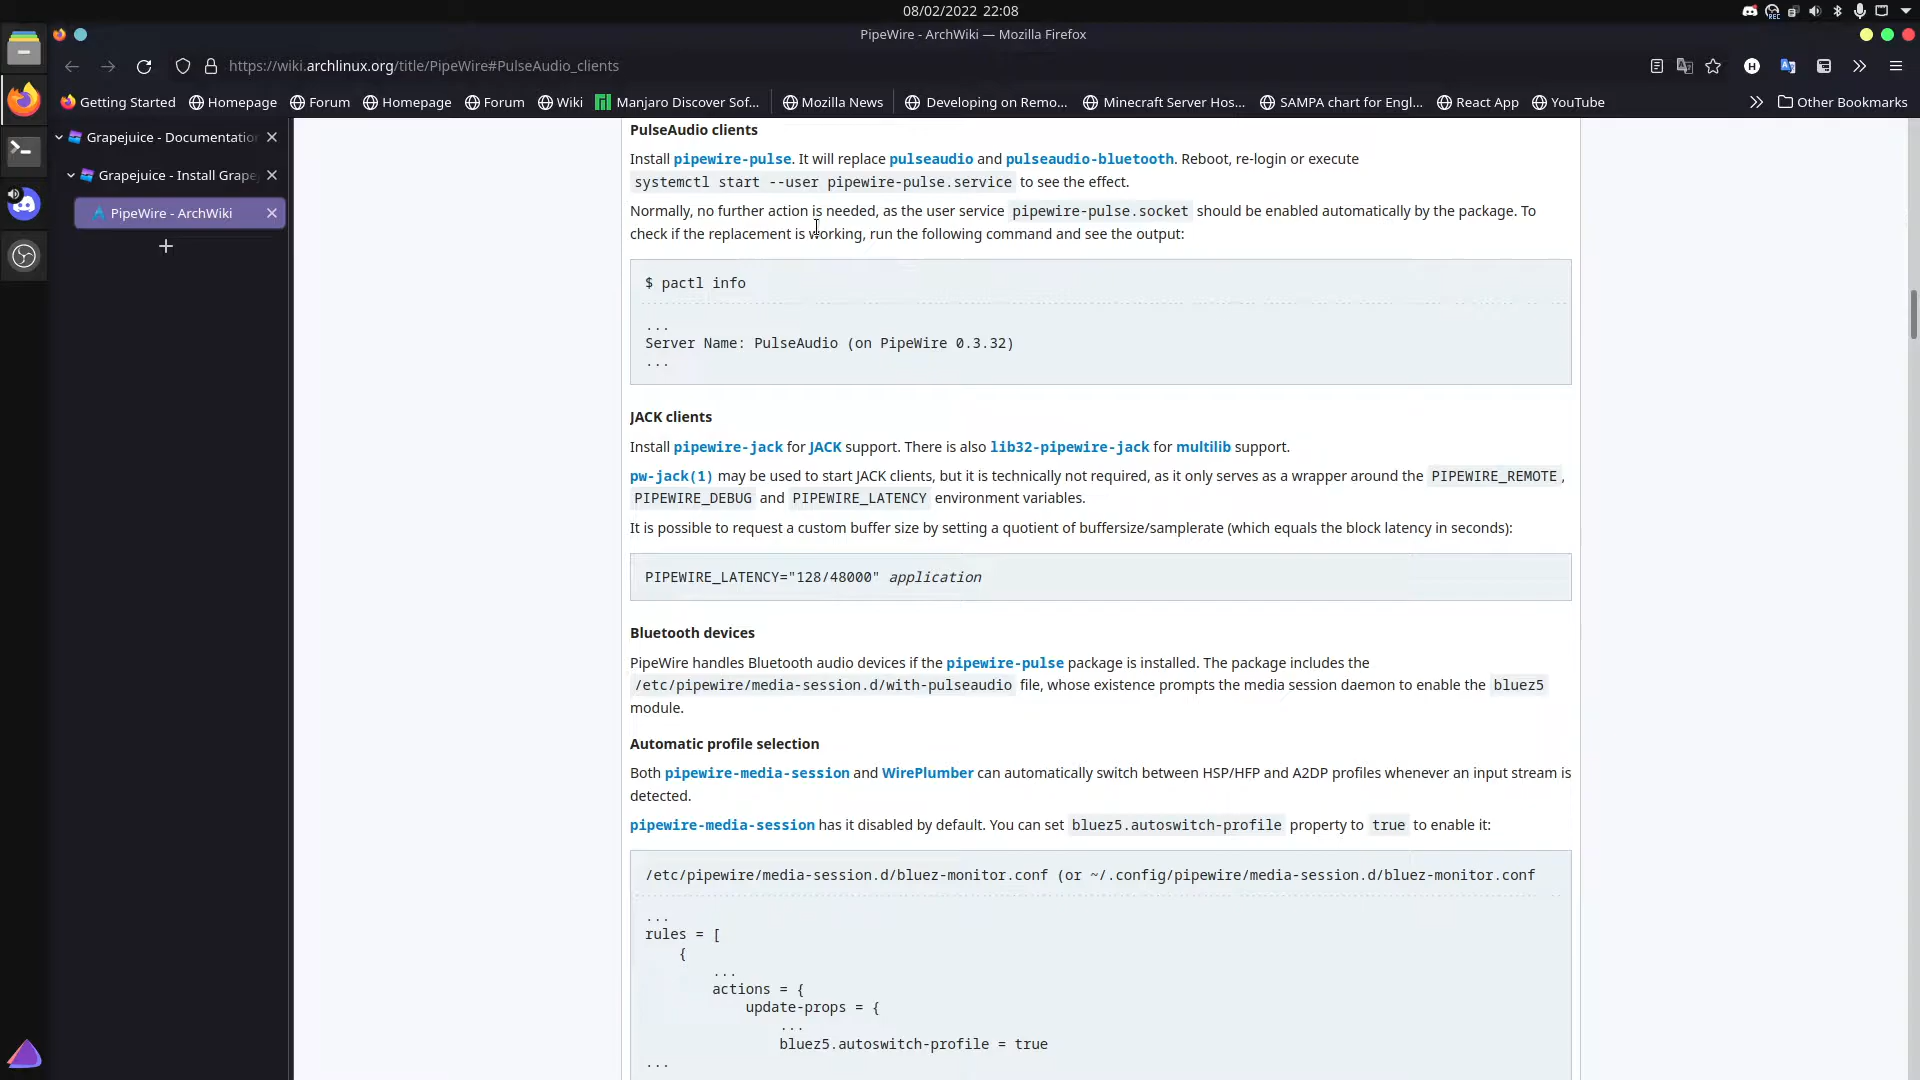 08/02/2022 22:08
PipeWire - ArchWiki — Mozilla Firefox
https://wiki.archlinux.org/title/PipeWire#PulseAudio_clients
Getting Started Homepage Forum Homepage Forum Wiki Manjaro Discover Sof... Mozilla News Developing on Remo... Minecraft Server Hos... SAMPA chart for Engl... React App YouTube Other Bookmarks
Grapejuice - Documentatio
Grapejuice - Install Grape
PipeWire - ArchWiki
PulseAudio clients
Install pipewire-pulse. It will replace pulseaudio and pulseaudio-bluetooth. Reboot, re-login or execute
systemctl start --user pipewire-pulse.service to see the effect.
Normally, no further action is needed, as the user service pipewire-pulse.socket should be enabled automatically by the package. To
check if the replacement is working, run the following command and see the output:
$ pactl info
...
Server Name: PulseAudio (on PipeWire 0.3.32)
...
JACK clients
Install pipewire-jack for JACK support. There is also lib32-pipewire-jack for multilib support.
pw-jack(1) may be used to start JACK clients, but it is technically not required, as it only serves as a wrapper around the PIPEWIRE_REMOTE,
PIPEWIRE_DEBUG and PIPEWIRE_LATENCY environment variables.
It is possible to request a custom buffer size by setting a quotient of buffersize/samplerate (which equals the block latency in seconds):
PIPEWIRE_LATENCY="128/48000" application
Bluetooth devices
PipeWire handles Bluetooth audio devices if the pipewire-pulse package is installed. The package includes the
/etc/pipewire/media-session.d/with-pulseaudio file, whose existence prompts the media session daemon to enable the bluez5
module.
Automatic profile selection
Both pipewire-media-session and WirePlumber can automatically switch between HSP/HFP and A2DP profiles whenever an input stream is
detected.
pipewire-media-session has it disabled by default. You can set bluez5.autoswitch-profile property to true to enable it:
/etc/pipewire/media-session.d/bluez-monitor.conf (or ~/.config/pipewire/media-session.d/bluez-monitor.conf
...
rules = [
{
...
actions = {
update-props = {
...
bluez5.autoswitch-profile = true
...